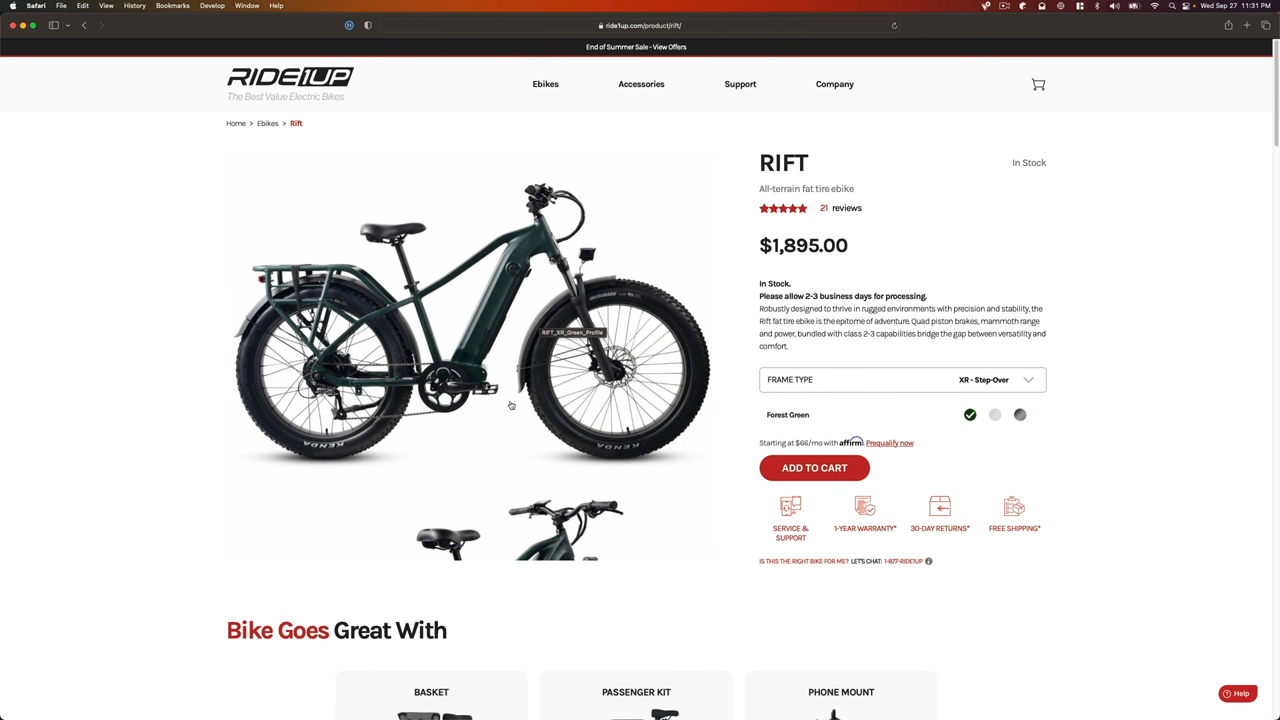 Safari File Edit View History Bookmarks Develop Window Help
Wed Sep 27 11:31 PM
ride1up.com/product/rift/
End of Summer Sale - View Offers
RIDE1UP
The Best Value Electric Bikes
Ebikes Accessories Support Company
Home > Ebikes > Rift
RIFT
In Stock
All-terrain fat tire ebike
21 reviews
$1,895.00
In Stock.
Please allow 2-3 business days for processing.
Robustly designed to thrive in rugged environments with precision and stability, the
Rift fat tire ebike is the epitome of adventure. Quad piston brakes, mammoth range
and power, bundled with class 2-3 capabilities bridge the gap between versatility and
comfort.
RIFT_XR_Green_Profile
KENDA
KENDA
FRAME TYPE XR - Step-Over
Forest Green
Starting at $66/mo with affirm. Prequalify now
ADD TO CART
SERVICE &
SUPPORT
1-YEAR WARRANTY*
30-DAY RETURNS*
FREE SHIPPING*
IS THIS THE RIGHT BIKE FOR ME? LET'S CHAT: 1-877-RIDE1UP
Bike Goes Great With
BASKET
PASSENGER KIT
PHONE MOUNT
Help